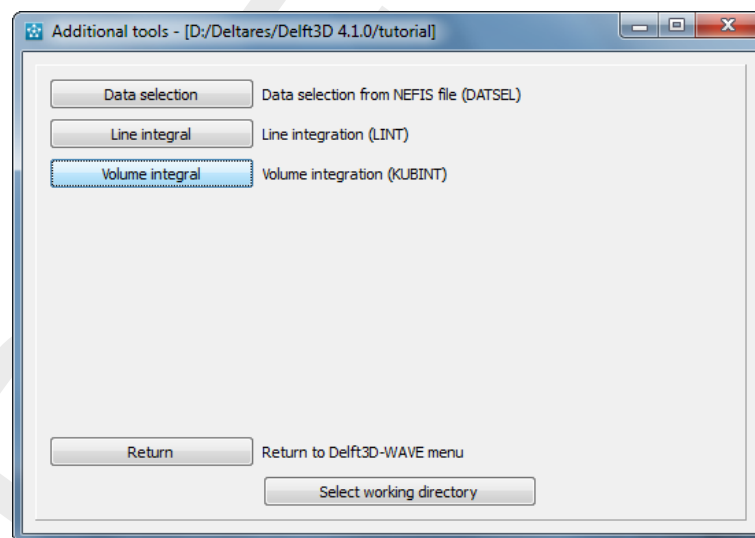 Additional tools - [D:/Deltares/Delft3D 4.1.0/tutorial]
Data selection Data selection from NEFIS file (DATSEL)
Line integral Line integration (LINT)
Volume integral Volume integration (KUBINT)
Return Return to Delft3D-WAVE menu
Select working directory